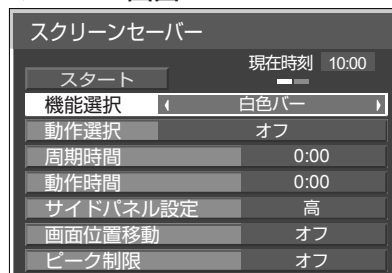 スクリーンセーバー
現在時刻 10:00
スタート
機能選択 白色バー
動作選択 オフ
周期時間 0:00
動作時間 0:00
サイドパネル設定 高
画面位置移動 オフ
ピーク制限 オフ